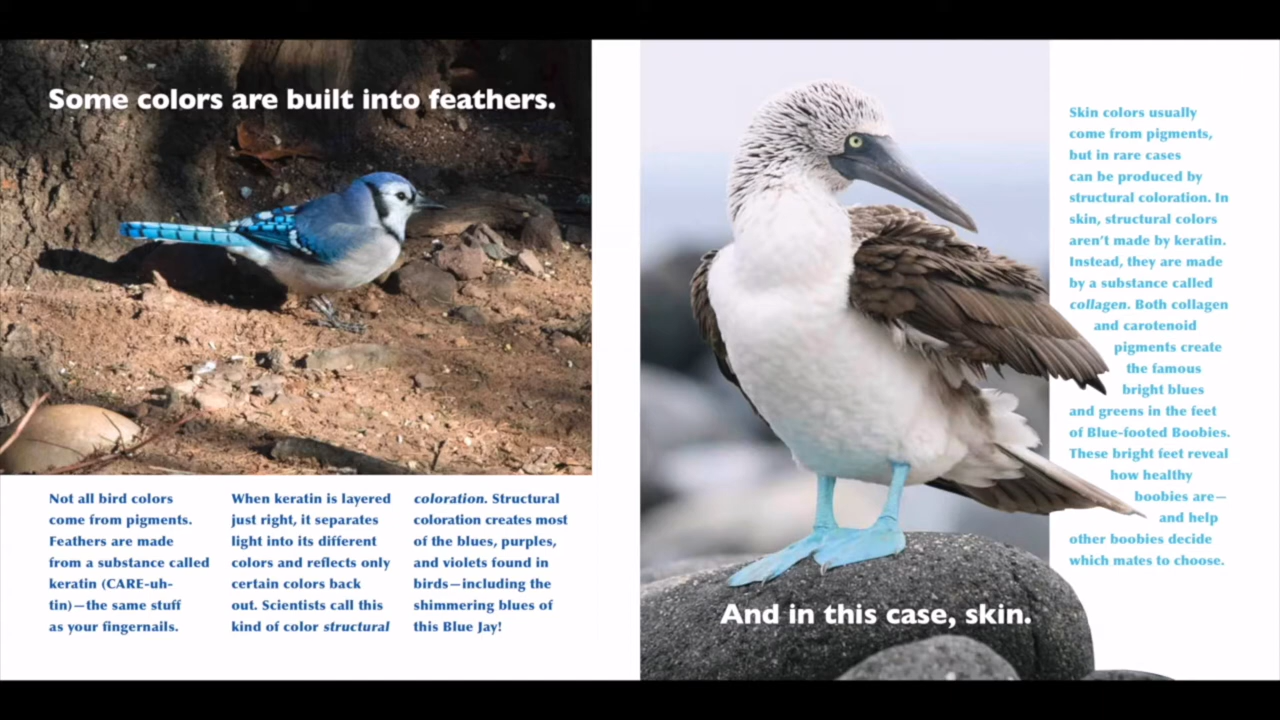 Some colors are built into feathers.
Not all bird colors
come from pigments.
Feathers are made
from a substance called
keratin (CARE-uh-
tin)—the same stuff
as your fingernails.
When keratin is layered
just right, it separates
light into its different
colors and reflects only
certain colors back
out. Scientists call this
kind of color structural
coloration. Structural
coloration creates most
of the blues, purples,
and violets found in
birds—including the
shimmering blues of
this Blue Jay!
And in this case, skin.
Skin colors usually
come from pigments,
but in rare cases
can be produced by
structural coloration. In
skin, structural colors
aren't made by keratin.
Instead, they are made
by a substance called
collagen. Both collagen
and carotenoid
pigments create
the famous
bright blues
and greens in the feet
of Blue-footed Boobies.
These bright feet reveal
how healthy
boobies are—
and help
other boobies decide
which mates to choose.